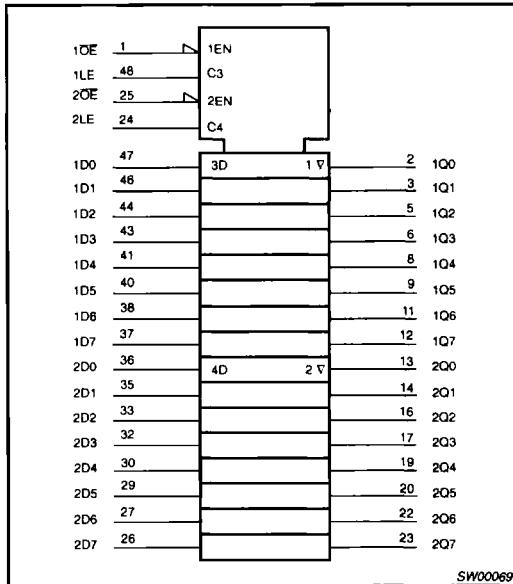 1O̅E̅ 1 1EN
1LE 48 C3
2O̅E̅ 25 2EN
2LE 24 C4
1D0 47 3D 1 ∇ 2 1Q0
1D1 46 3 1Q1
1D2 44 5 1Q2
1D3 43 6 1Q3
1D4 41 8 1Q4
1D5 40 9 1Q5
1D6 38 11 1Q6
1D7 37 12 1Q7
2D0 36 4D 2 ∇ 13 2Q0
2D1 35 14 2Q1
2D2 33 16 2Q2
2D3 32 17 2Q3
2D4 30 19 2Q4
2D5 29 20 2Q5
2D6 27 22 2Q6
2D7 26 23 2Q7
SW00069